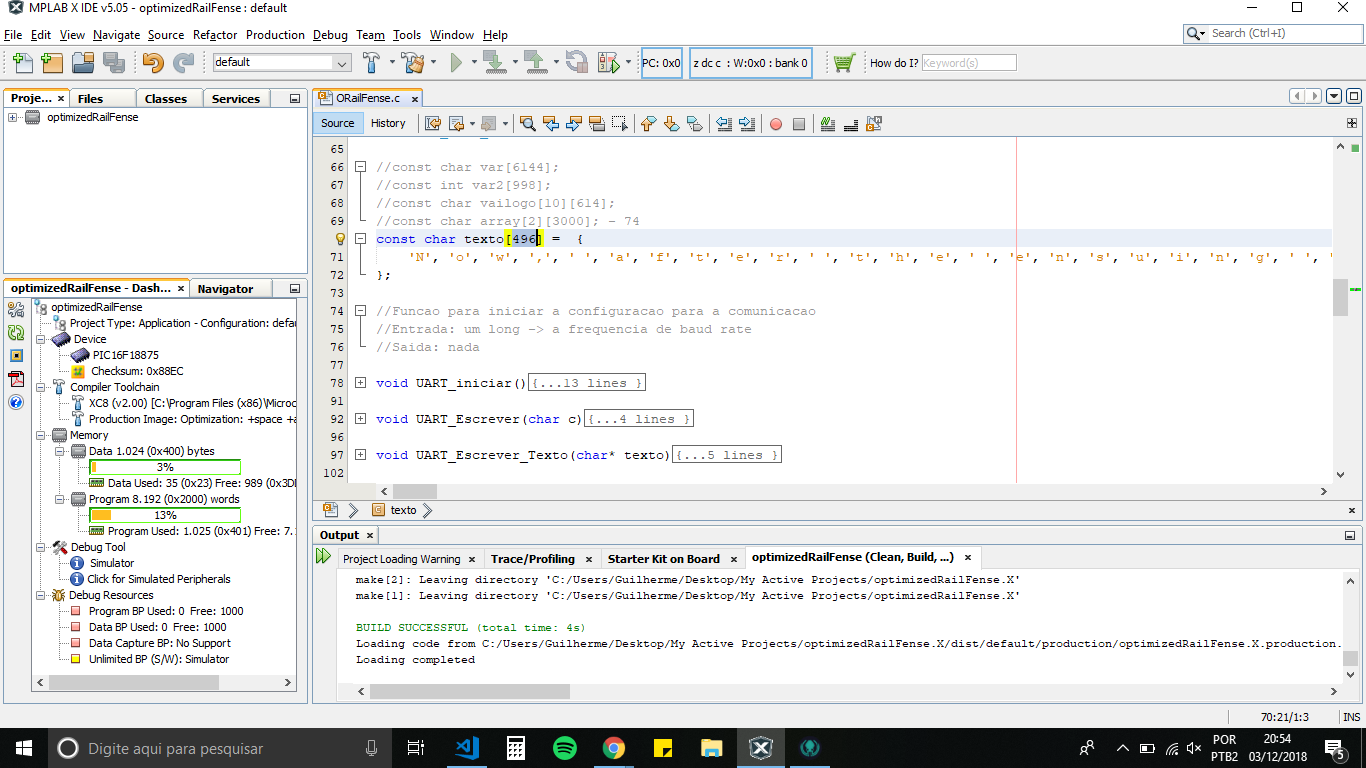 MPLAB X IDE v5.05 - optimizedRailFense : default
File Edit View Navigate Source Refactor Production Debug Team Tools Window Help
Search (Ctrl+I)
default
PC: 0x0
z dc c : W:0x0 : bank 0
How do I?
Keyword(s)
Proje... × Files Classes Services
optimizedRailFense
ORailFense.c ×
Source History
65
66 //const char var[6144];
67 //const int var2[998];
68 //const char vailogo[10][614];
69 //const char array[2][3000]; - 74
const char texto[496] = {
71 'N', 'o', 'w', ',', ' ', 'a', 'f', 't', 'e', 'r', ' ', 't', 'h', 'e', ' ', 'e', 'n', 's', 'u', 'i', 'n', 'g', ' ', '
72 };
73
74 //Funcao para iniciar a configuracao para a comunicacao
75 //Entrada: um long -> a frequencia de baud rate
76 //Saida: nada
77
78 void UART_iniciar(){...13 lines }
91
92 void UART_Escrever(char c){...4 lines }
96
97 void UART_Escrever_Texto(char* texto){...5 lines }
102
texto
optimizedRailFense - Dash... × Navigator
optimizedRailFense
Project Type: Application - Configuration: defau
Device
PIC16F18875
Checksum: 0x88EC
Compiler Toolchain
XC8 (v2.00) [C:\Program Files (x86)\Microc
Production Image: Optimization: +space +a
Memory
Data 1.024 (0x400) bytes
3%
Data Used: 35 (0x23) Free: 989 (0x3DD
Program 8.192 (0x2000) words
13%
Program Used: 1.025 (0x401) Free: 7.
Debug Tool
Simulator
Click for Simulated Peripherals
Debug Resources
Program BP Used: 0 Free: 1000
Data BP Used: 0 Free: 1000
Data Capture BP: No Support
Unlimited BP (S/W): Simulator
Output ×
Project Loading Warning × Trace/Profiling × Starter Kit on Board × optimizedRailFense (Clean, Build, ...) ×
make[2]: Leaving directory 'C:/Users/Guilherme/Desktop/My Active Projects/optimizedRailFense.X'
make[1]: Leaving directory 'C:/Users/Guilherme/Desktop/My Active Projects/optimizedRailFense.X'
BUILD SUCCESSFUL (total time: 4s)
Loading code from C:/Users/Guilherme/Desktop/My Active Projects/optimizedRailFense.X/dist/default/production/optimizedRailFense.X.production.
Loading completed
70:21/1:3 INS
Digite aqui para pesquisar
POR
PTB2
20:54
03/12/2018
5